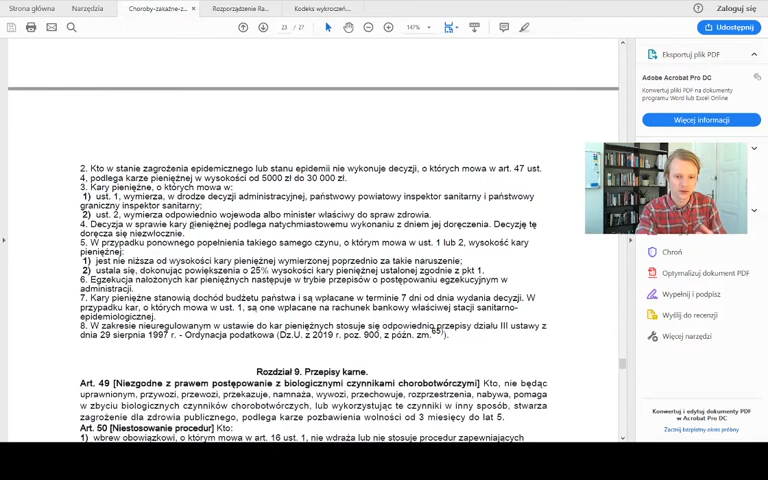 Strona główna Narzędzia Choroby-zakaźne-z... × Rozporządzenie Ra... Kodeks wykroczeń... Zaloguj się
23 / 27 147% Udostępnij
2. Kto w stanie zagrożenia epidemicznego lub stanu epidemii nie wykonuje decyzji, o których mowa w art. 47 ust.
4, podlega karze pieniężnej w wysokości od 5000 zł do 30 000 zł.
3. Kary pieniężne, o których mowa w:
1) ust. 1, wymierza, w drodze decyzji administracyjnej, państwowy powiatowy inspektor sanitarny i państwowy
graniczny inspektor sanitarny;
2) ust. 2, wymierza odpowiednio wojewoda albo minister właściwy do spraw zdrowia.
4. Decyzja w sprawie kary pieniężnej podlega natychmiastowemu wykonaniu z dniem jej doręczenia. Decyzję tę
doręcza się niezwłocznie.
5. W przypadku ponownego popełnienia takiego samego czynu, o którym mowa w ust. 1 lub 2, wysokość kary
pieniężnej:
1) jest nie niższa od wysokości kary pieniężnej wymierzonej poprzednio za takie naruszenie;
2) ustala się, dokonując powiększenia o 25% wysokości kary pieniężnej ustalonej zgodnie z pkt 1.
6. Egzekucja nałożonych kar pieniężnych następuje w trybie przepisów o postępowaniu egzekucyjnym w
administracji.
7. Kary pieniężne stanowią dochód budżetu państwa i są wpłacane w terminie 7 dni od dnia wydania decyzji. W
przypadku kar, o których mowa w ust. 1, są one wpłacane na rachunek bankowy właściwej stacji sanitarno-
epidemiologicznej.
8. W zakresie nieuregulowanym w ustawie do kar pieniężnych stosuje się odpowiednio przepisy działu III ustawy z
dnia 29 sierpnia 1997 r. - Ordynacja podatkowa (Dz.U. z 2019 r. poz. 900, z późn. zm.65)).
Rozdział 9. Przepisy karne.
Art. 49 [Niezgodne z prawem postępowanie z biologicznymi czynnikami chorobotwórczymi] Kto, nie będąc
uprawnionym, przywozi, przewozi, przekazuje, namnaża, wywozi, przechowuje, rozprzestrzenia, nabywa, pomaga
w zbyciu biologicznych czynników chorobotwórczych, lub wykorzystując te czynniki w inny sposób, stwarza
zagrożenie dla zdrowia publicznego, podlega karze pozbawienia wolności od 3 miesięcy do lat 5.
Art. 50 [Niestosowanie procedur] Kto:
1) wbrew obowiązkowi, o którym mowa w art. 16 ust. 1, nie wdraża lub nie stosuje procedur zapewniających
Eksportuj plik PDF
Adobe Acrobat Pro DC
Konwertuj pliki PDF na dokumenty
programu Word lub Excel Online
Więcej informacji
Chroń
Optymalizuj dokument PDF
Wypełnij i podpisz
Wyślij do recenzji
Więcej narzędzi
Konwertuj i edytuj dokumenty PDF
w Acrobat Pro DC
Zacznij bezpłatny okres próbny